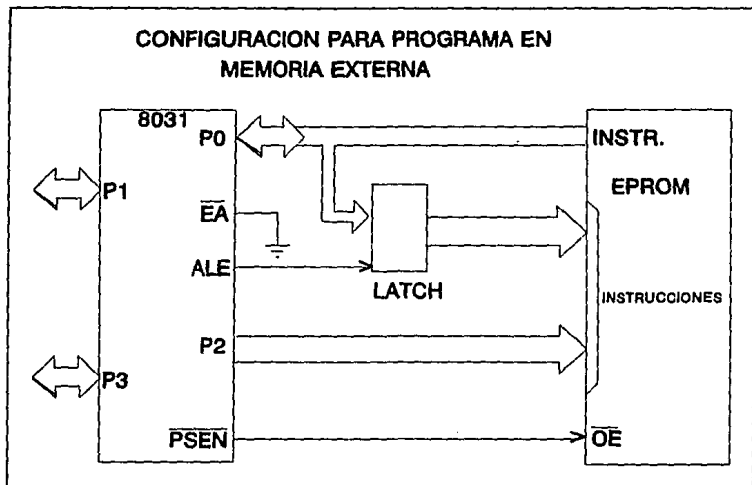 CONFIGURACION PARA PROGRAMA EN
MEMORIA EXTERNA
8031
P0
INSTR.
EPROM
P1
EA
ALE
LATCH
INSTRUCCIONES
P2
P3
PSEN
OE